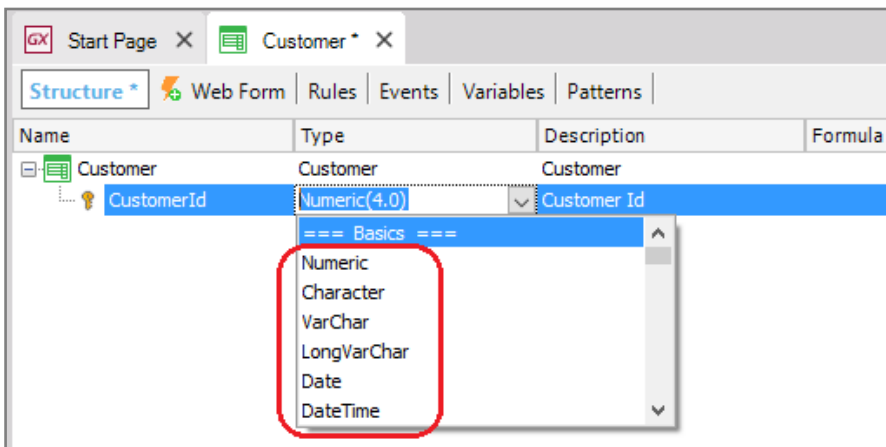 GX Start Page Customer*
Structure * Web Form Rules Events Variables Patterns
Name Type Description Formula
Customer Customer Customer
CustomerId Numeric(4.0) Customer Id
=== Basics ===
Numeric
Character
VarChar
LongVarChar
Date
DateTime